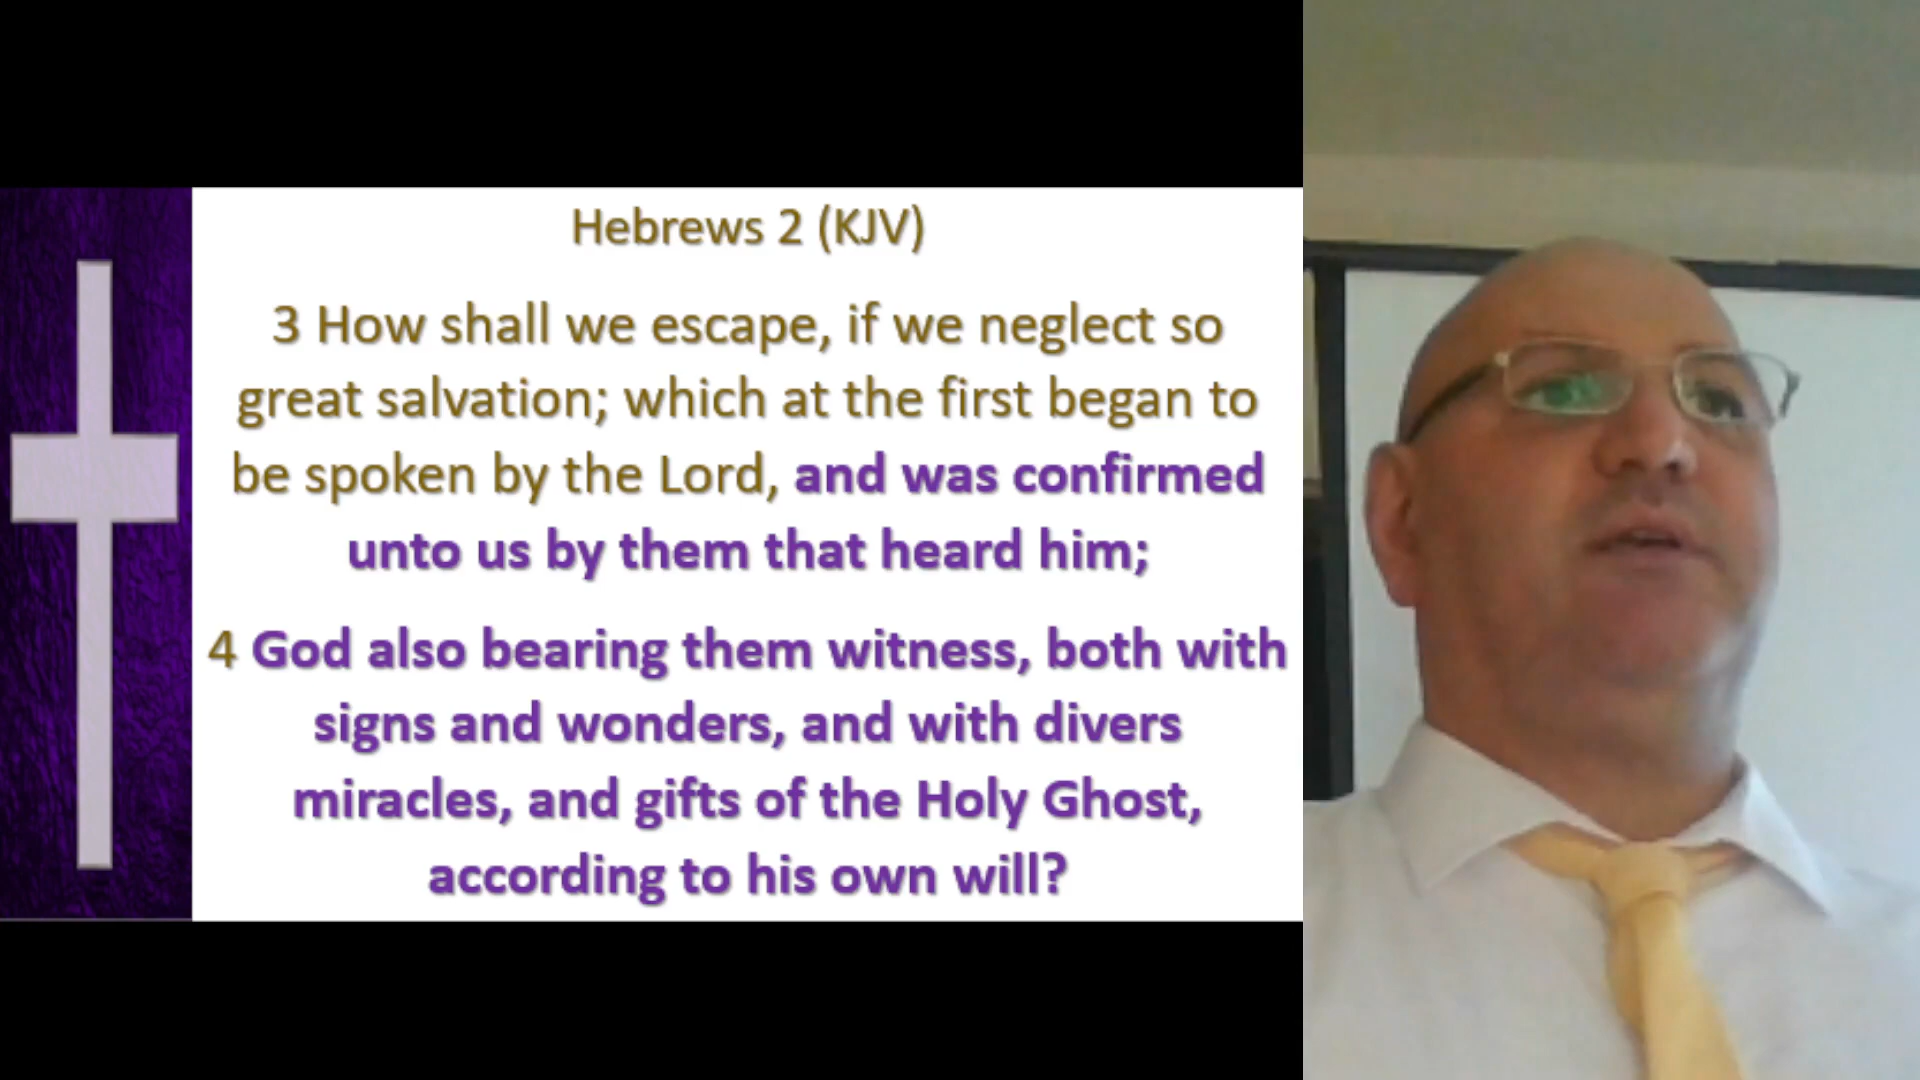 Hebrews 2 (KJV)
3 How shall we escape, if we neglect so
great salvation; which at the first began to
be spoken by the Lord, and was confirmed
unto us by them that heard him;
4 God also bearing them witness, both with
signs and wonders, and with divers
miracles, and gifts of the Holy Ghost,
according to his own will?